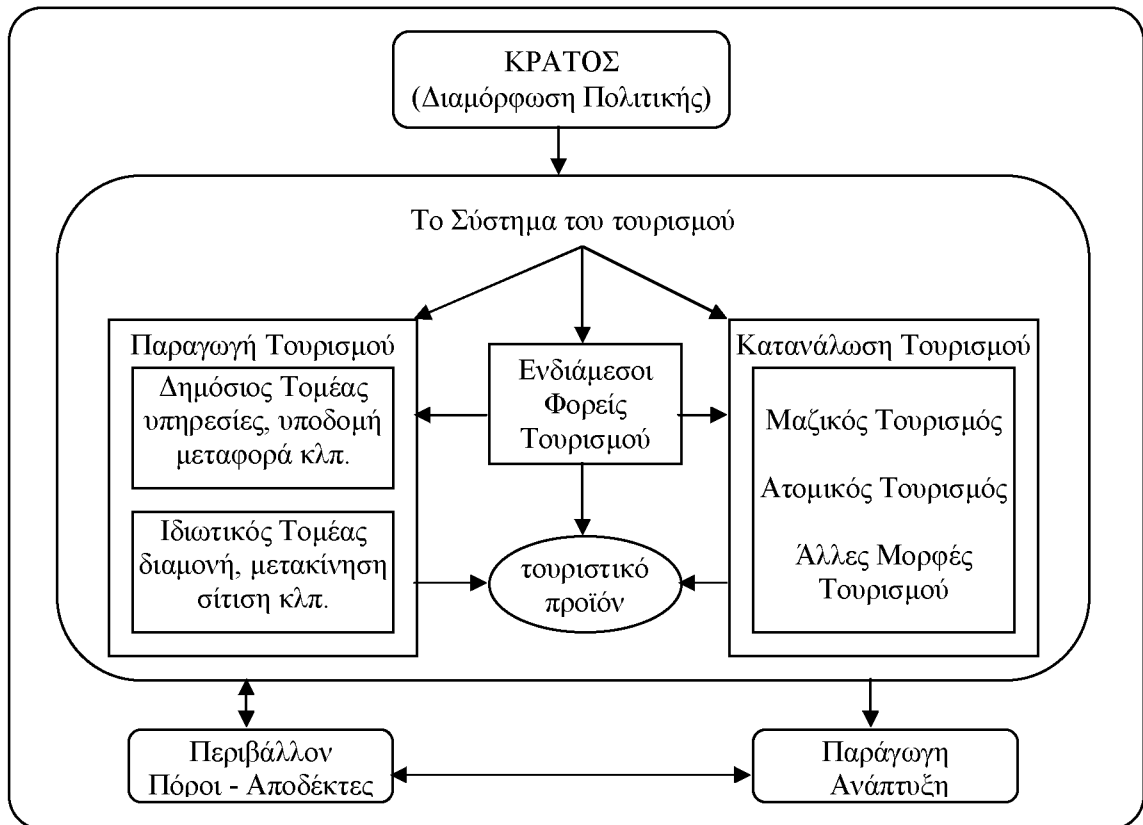 ΚΡΑΤΟΣ
(Διαμόρφωση Πολιτικής)
Το Σύστημα του τουρισμού
Παραγωγή Τουρισμού
Δημόσιος Τομέας
υπηρεσίες, υποδομή
μεταφορά κλπ.
Ιδιωτικός Τομέας
διαμονή, μετακίνηση
σίτιση κλπ.
Ενδιάμεσοι
Φορείς
Τουρισμού
τουριστικό
προϊόν
Κατανάλωση Τουρισμού
Μαζικός Τουρισμός
Ατομικός Τουρισμός
Άλλες Μορφές
Τουρισμού
Περιβάλλον
Πόροι - Αποδέκτες
Παράγωγη
Ανάπτυξη